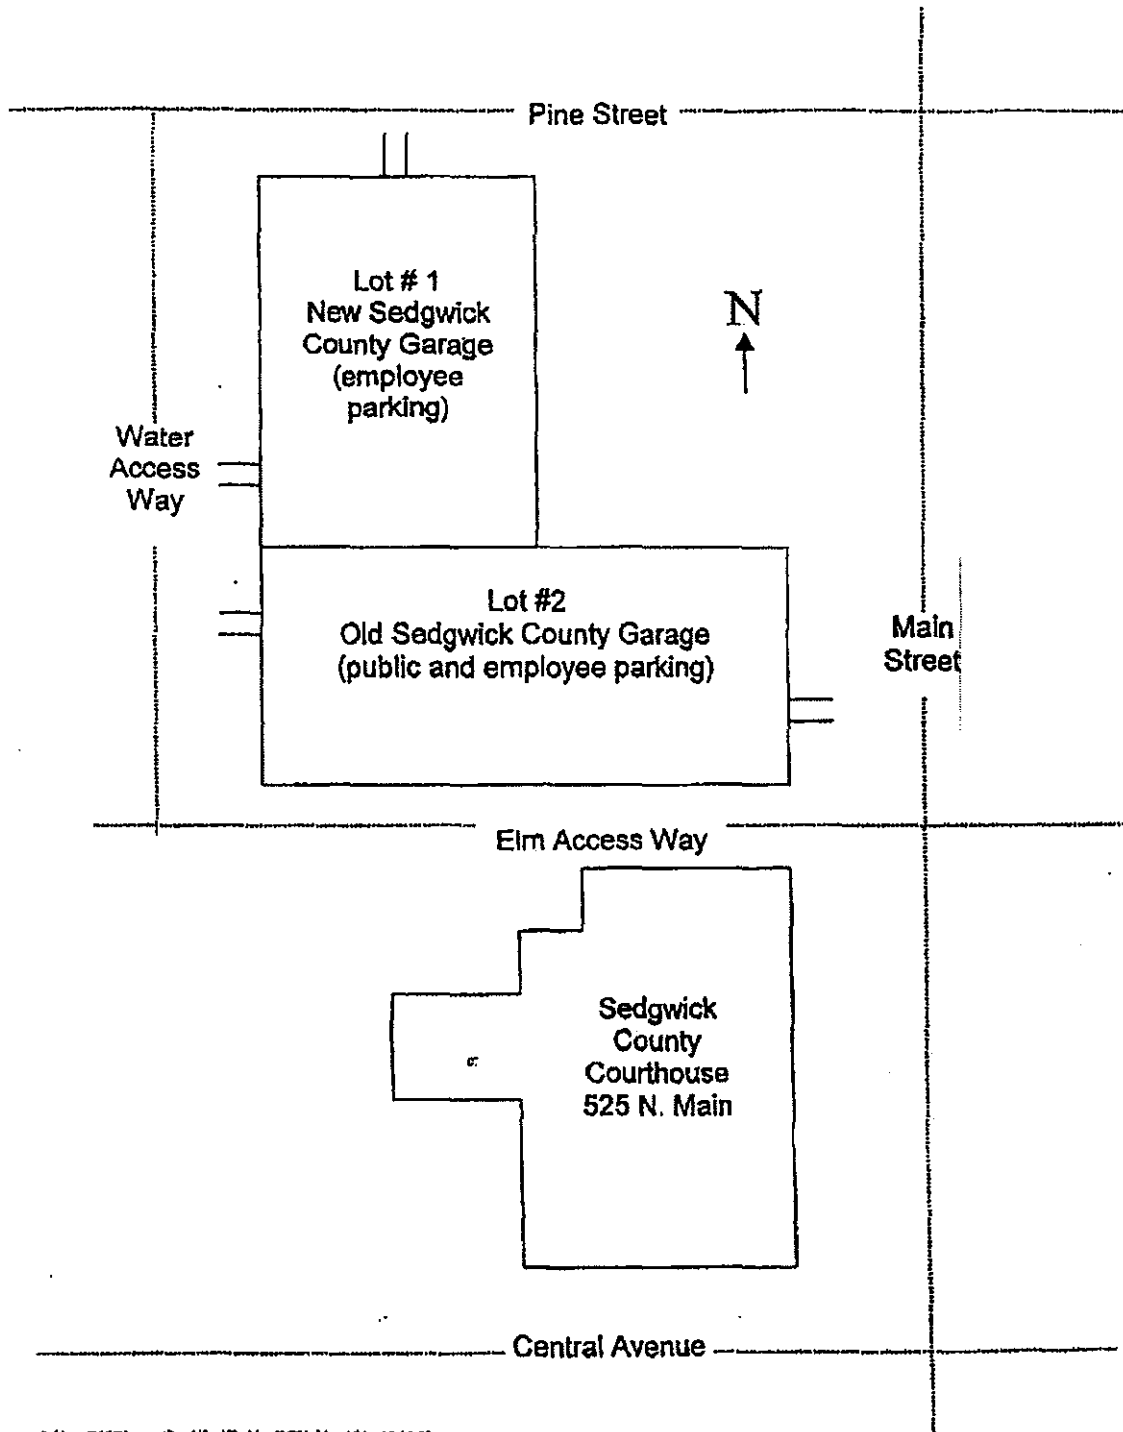 Pine Street
Lot # 1
New Sedgwick
County Garage
(employee
parking)
N
Water
Access
Way
Lot #2
Old Sedgwick County Garage
(public and employee parking)
Main
Street
Elm Access Way
Sedgwick
County
Courthouse
525 N. Main
Central Avenue